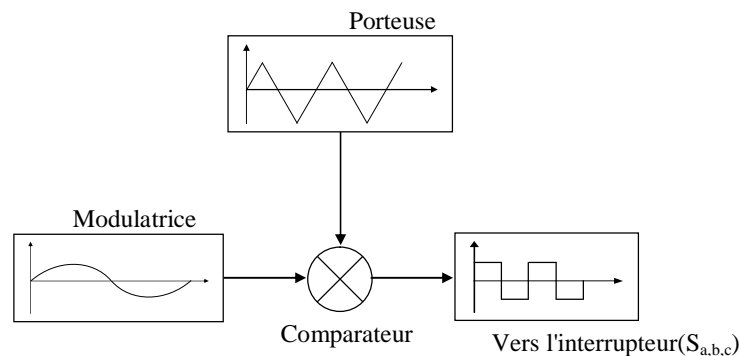 Porteuse
Modulatrice
Comparateur
Vers l'interrupteur(Sa,b,c)